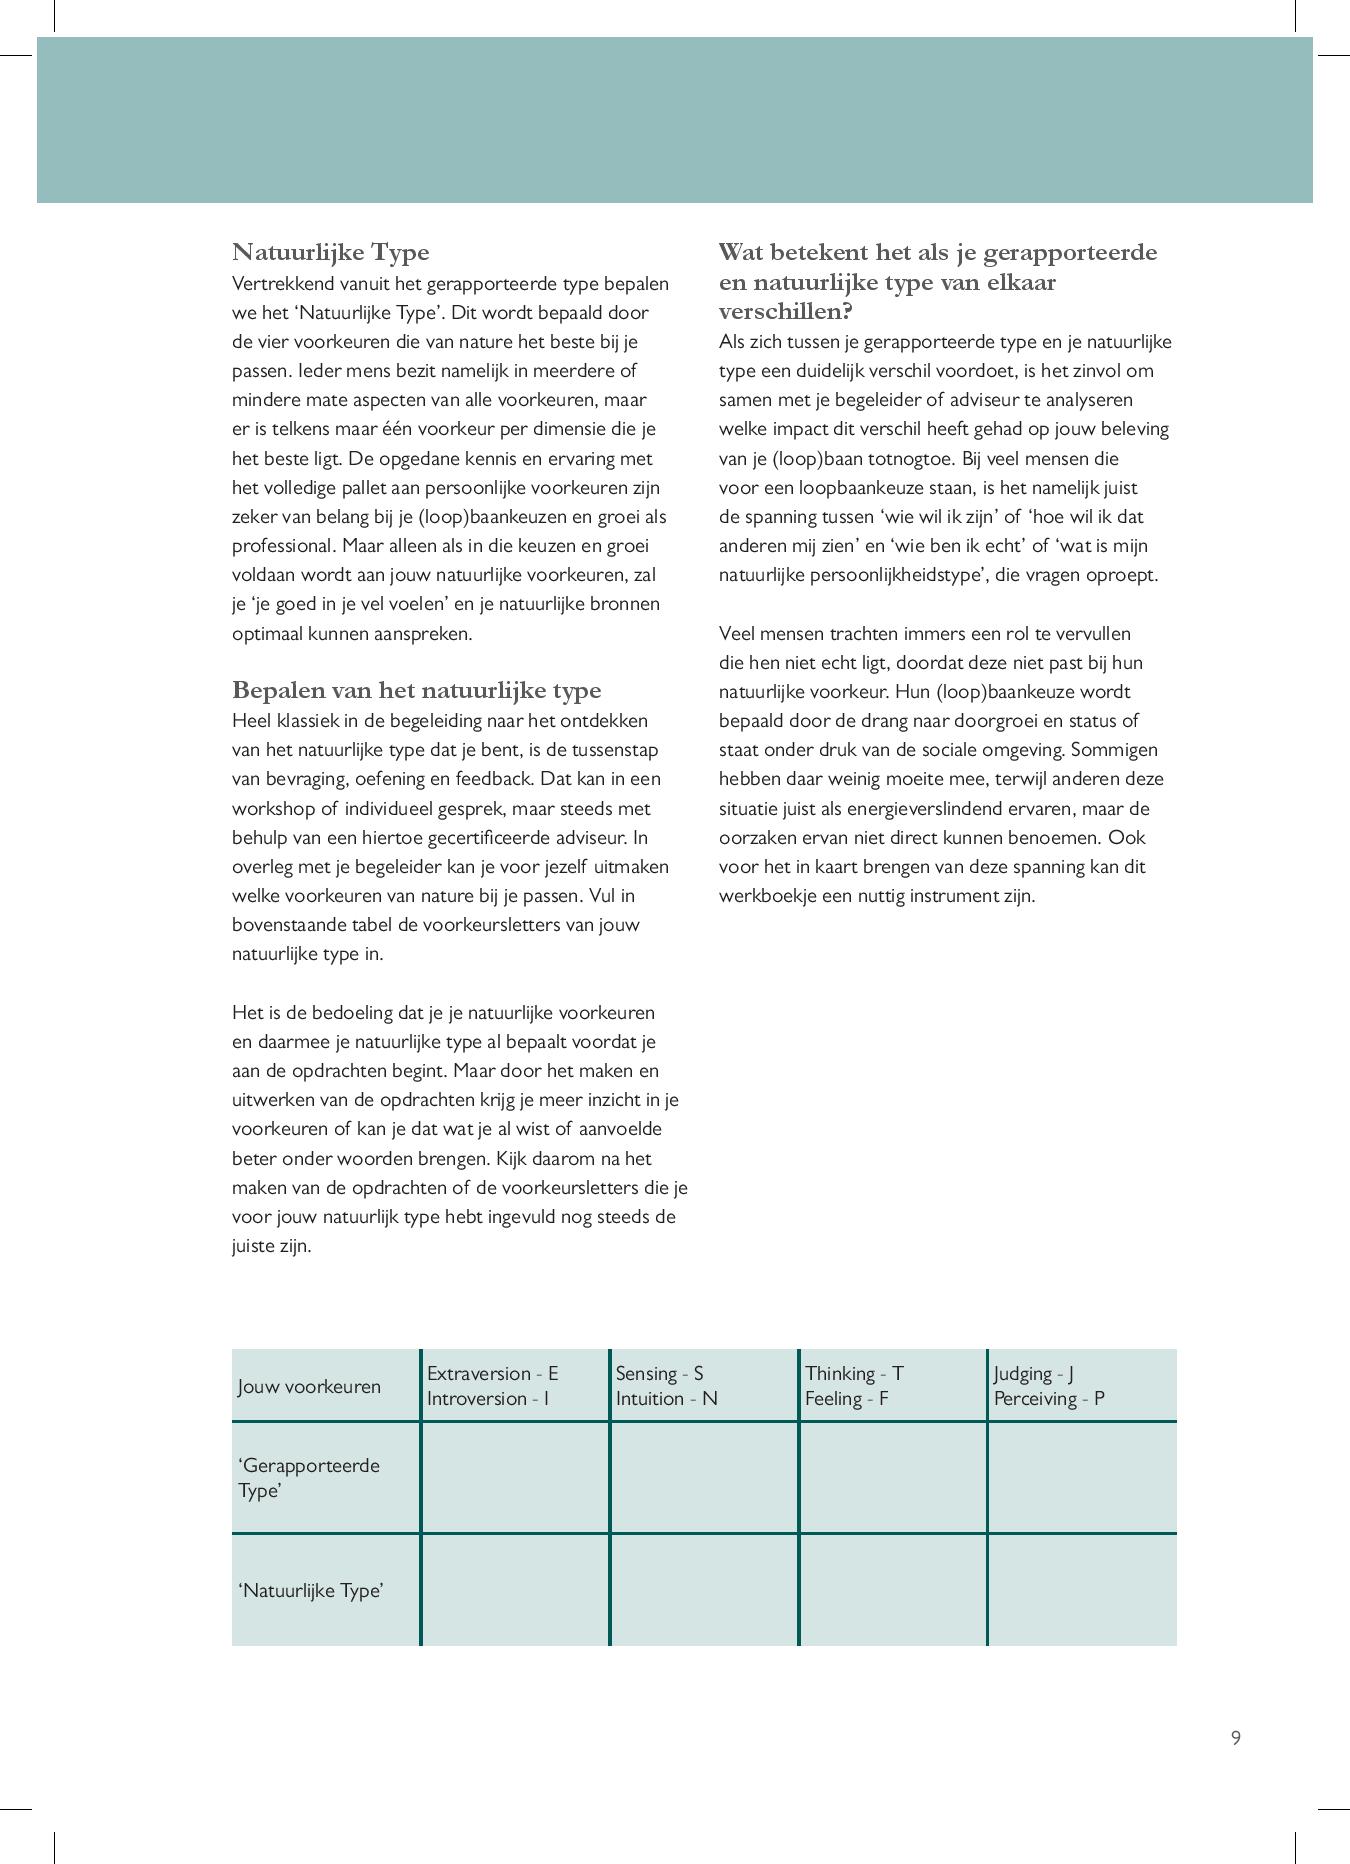 Natuurlijke Type
Vertrekkend vanuit het gerapporteerde type bepalen
we het ‘Natuurlijke Type’. Dit wordt bepaald door
de vier voorkeuren die van nature het beste bij je
passen. Ieder mens bezit namelijk in meerdere of
mindere mate aspecten van alle voorkeuren, maar
er is telkens maar één voorkeur per dimensie die je
het beste ligt. De opgedane kennis en ervaring met
het volledige pallet aan persoonlijke voorkeuren zijn
zeker van belang bij je (loop)baankeuzen en groei als
professional. Maar alleen als in die keuzen en groei
voldaan wordt aan jouw natuurlijke voorkeuren, zal
je ‘je goed in je vel voelen’ en je natuurlijke bronnen
optimaal kunnen aanspreken.
Bepalen van het natuurlijke type
Heel klassiek in de begeleiding naar het ontdekken
van het natuurlijke type dat je bent, is de tussenstap
van bevraging, oefening en feedback. Dat kan in een
workshop of individueel gesprek, maar steeds met
behulp van een hiertoe gecertificeerde adviseur. In
overleg met je begeleider kan je voor jezelf uitmaken
welke voorkeuren van nature bij je passen. Vul in
bovenstaande tabel de voorkeursletters van jouw
natuurlijke type in.
Het is de bedoeling dat je je natuurlijke voorkeuren
en daarmee je natuurlijke type al bepaalt voordat je
aan de opdrachten begint. Maar door het maken en
uitwerken van de opdrachten krijg je meer inzicht in je
voorkeuren of kan je dat wat je al wist of aanvoelde
beter onder woorden brengen. Kijk daarom na het
maken van de opdrachten of de voorkeursletters die je
voor jouw natuurlijk type hebt ingevuld nog steeds de
juiste zijn.
Wat betekent het als je gerapporteerde
en natuurlijke type van elkaar
verschillen?
Als zich tussen je gerapporteerde type en je natuurlijke
type een duidelijk verschil voordoet, is het zinvol om
samen met je begeleider of adviseur te analyseren
welke impact dit verschil heeft gehad op jouw beleving
van je (loop)baan totnogtoe. Bij veel mensen die
voor een loopbaankeuze staan, is het namelijk juist
de spanning tussen ‘wie wil ik zijn’ of ‘hoe wil ik dat
anderen mij zien’ en ‘wie ben ik echt’ of ‘wat is mijn
natuurlijke persoonlijkheidstype’, die vragen oproept.
Veel mensen trachten immers een rol te vervullen
die hen niet echt ligt, doordat deze niet past bij hun
natuurlijke voorkeur. Hun (loop)baankeuze wordt
bepaald door de drang naar doorgroei en status of
staat onder druk van de sociale omgeving. Sommigen
hebben daar weinig moeite mee, terwijl anderen deze
situatie juist als energieverslindend ervaren, maar de
oorzaken ervan niet direct kunnen benoemen. Ook
voor het in kaart brengen van deze spanning kan dit
werkboekje een nuttig instrument zijn.
Jouw voorkeuren
Extraversion - E
Introversion - I
Sensing - S
Intuition - N
Thinking - T
Feeling - F
Judging - J
Perceiving - P
‘Gerapporteerde
Type’
‘Natuurlijke Type’
9